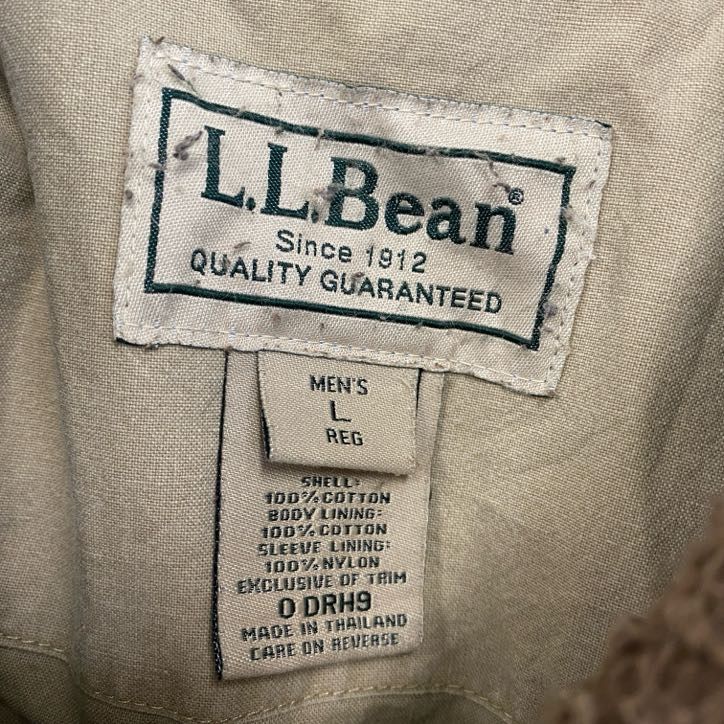 L.L.Bean®
Since 1912
QUALITY GUARANTEED
MEN'S
L
REG
SHELL:
100% COTTON
BODY LINING:
100% COTTON
SLEEVE LINING:
100% NYLON
EXCLUSIVE OF TRIM
0 DRH9
MADE IN THAILAND
CARE ON REVERSE